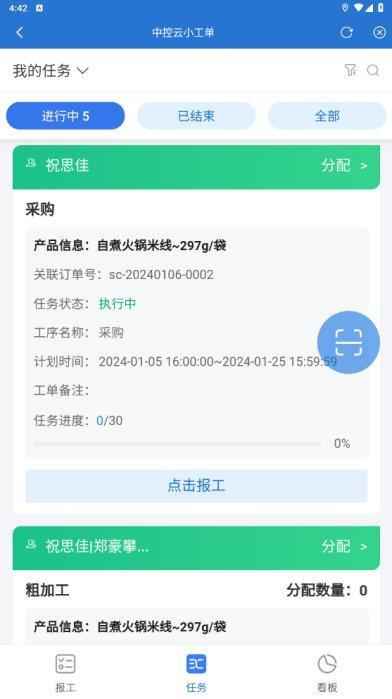 4:42
中控云小工单
我的任务
进行中 5
已结束
全部
祝思佳
分配 >
采购
产品信息：自煮火锅米线~297g/袋
关联订单号：sc-20240106-0002
任务状态：执行中
工序名称：采购
计划时间：2024-01-05 16:00:00~2024-01-25 15:59:59
工单备注：
任务进度：0/30
0%
点击报工
祝思佳|郑豪攀...
分配 >
粗加工
分配数量：0
产品信息：自煮火锅米线~297g/袋
报工
任务
看板